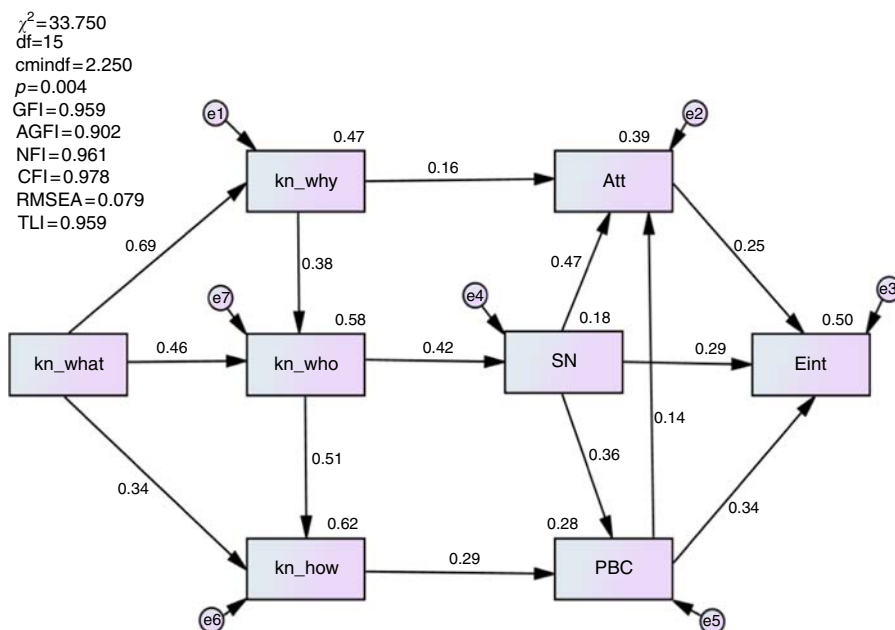 χ²=33.750
df=15
cmindf=2.250
p=0.004
GFI=0.959
AGFI=0.902
NFI=0.961
CFI=0.978
RMSEA=0.079
TLI=0.959
e1
0.47
kn_why
0.16
e2
0.39
Att
0.69
0.38
0.47
0.25
e7
0.58
kn_who
e4
0.18
SN
e3
0.50
Eint
kn_what
0.46
0.42
0.29
0.34
0.51
0.36
0.14
0.34
0.62
kn_how
0.29
0.28
PBC
e6
e5